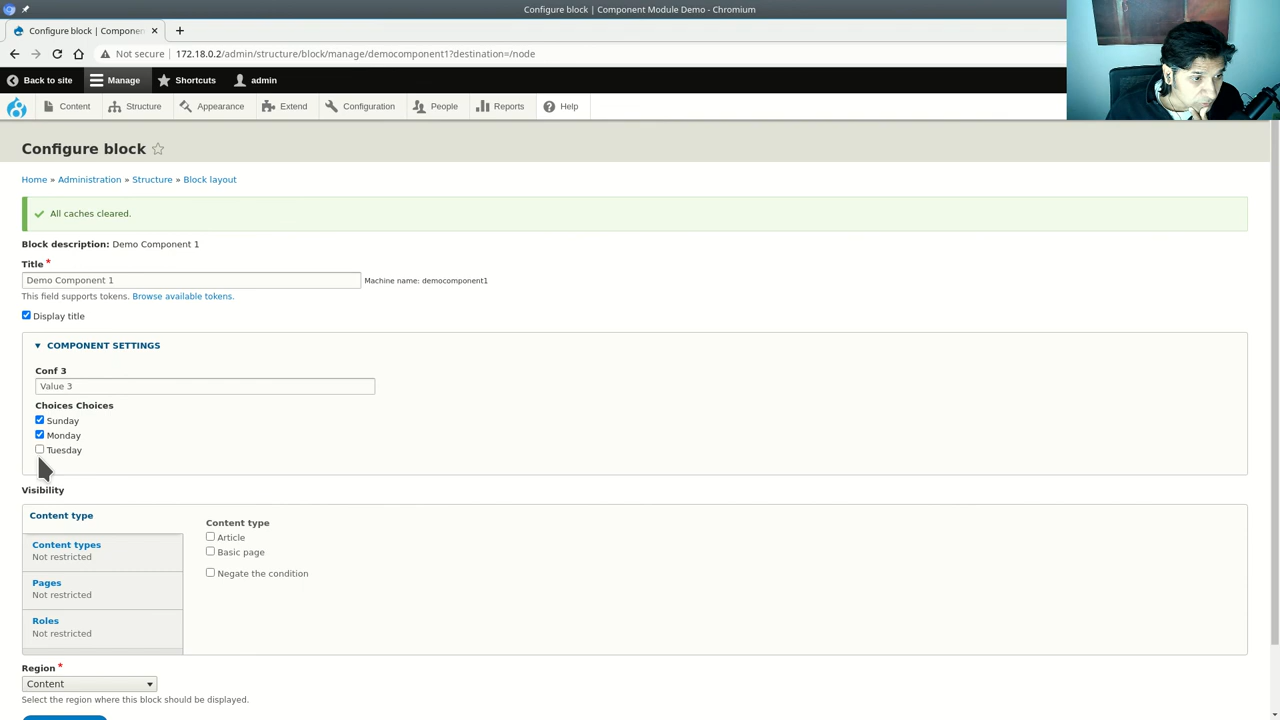 Configure block | Component Module Demo - Chromium
Configure block | Componen
Not secure 172.18.0.2/admin/structure/block/manage/democomponent1?destination=/node
Back to site Manage Shortcuts admin
Content Structure Appearance Extend Configuration People Reports Help
Configure block
Home » Administration » Structure » Block layout
All caches cleared.
Block description: Demo Component 1
Title *
Demo Component 1 Machine name: democomponent1
This field supports tokens. Browse available tokens.
Display title
COMPONENT SETTINGS
Conf 3
Value 3
Choices Choices
Sunday
Monday
Tuesday
Visibility
Content type
Content types
Not restricted
Pages
Not restricted
Roles
Not restricted
Content type
Article
Basic page
Negate the condition
Region *
Content
Select the region where this block should be displayed.